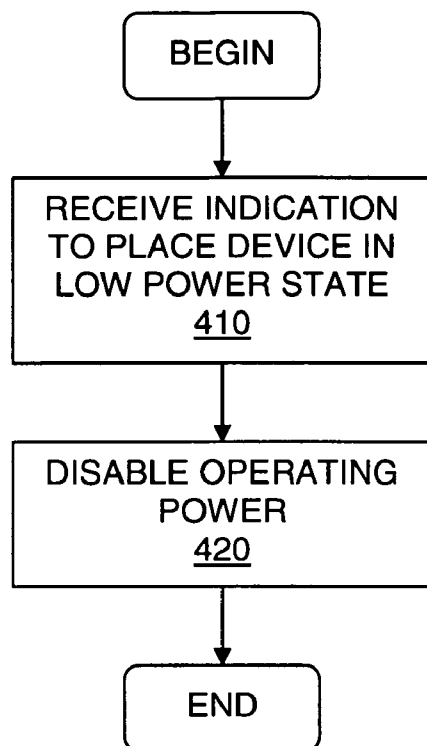 BEGIN
RECEIVE INDICATION
TO PLACE DEVICE IN
LOW POWER STATE
410
DISABLE OPERATING
POWER
420
END